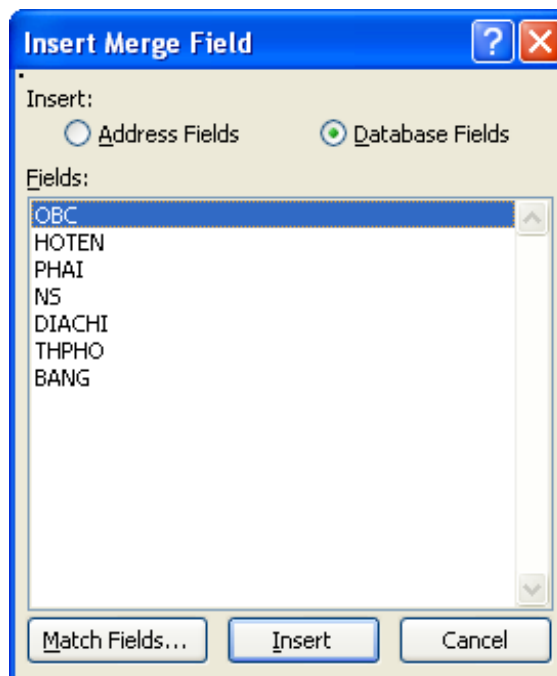 Insert Merge Field
Insert:
Address Fields Database Fields
Fields:
OBC
HOTEN
PHAI
NS
DIACHI
THPHO
BANG
Match Fields... Insert Cancel